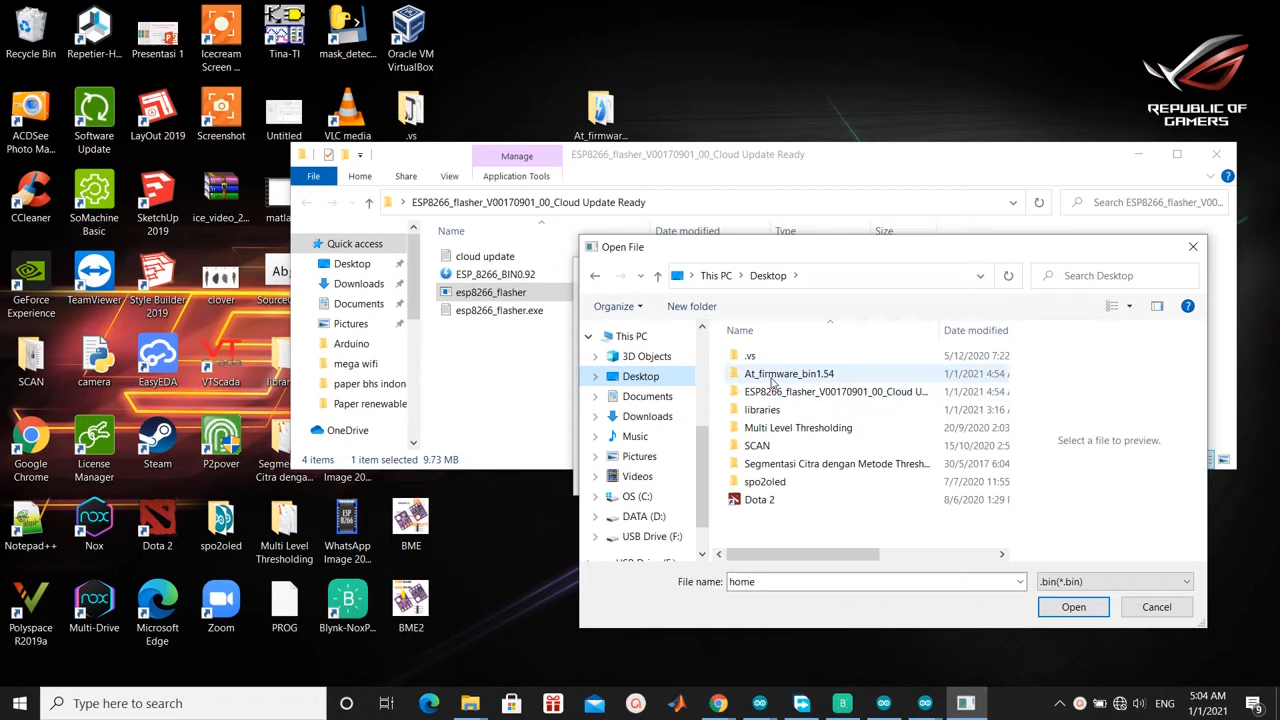 Recycle Bin
Repetier-H...
Presentasi 1
Icecream
Screen ...
Tina-TI
mask_detec...
Oracle VM
VirtualBox
REPUBLIC OF
GAMERS
ACDSee
Photo Ma...
Software
Update
LayOut 2019
Screenshot
Untitled
VLC media
.vs
At_firmwar...
CCleaner
SoMachine
Basic
SketchUp
2019
ice_video_2...
matla
GeForce
Experience
TeamViewer
Style Builder
2019
clover
Ab
SourceC
SCAN
camera
EasyEDA
VTScada
librar
Google
Chrome
License
Manager
Steam
P2pover
Segmen
Citra den
Image 20...
Notepad++
Nox
Dota 2
spo2oled
Multi Level
Thresholding
ESP
8266
WhatsApp
Image 20...
BME
Polyspace
R2019a
Multi-Drive
Microsoft
Edge
Zoom
PROG
Blynk-NoxP...
BME2
Manage
ESP8266_flasher_V00170901_00_Cloud Update Ready
File
Home
Share
View
Application Tools
ESP8266_flasher_V00170901_00_Cloud Update Ready
Search ESP8266_flasher_V00...
Name
Date modified
Type
Size
Quick access
Desktop
Downloads
Documents
Pictures
Arduino
mega wifi
paper bhs indon
Paper renewable
OneDrive
cloud update
ESP_8266_BIN0.92
esp8266_flasher
esp8266_flasher.exe
4 items
1 item selected
9.73 MB
Open File
This PC
Desktop
Search Desktop
Organize
New folder
This PC
3D Objects
Desktop
Documents
Downloads
Music
Pictures
Videos
OS (C:)
DATA (D:)
USB Drive (F:)
Name
Date modified
.vs
5/12/2020 7:22
At_firmware_bin1.54
1/1/2021 4:54 A
ESP8266_flasher_V00170901_00_Cloud U...
1/1/2021 4:54 A
libraries
1/1/2021 3:16 A
Multi Level Thresholding
20/9/2020 2:03
SCAN
15/10/2020 2:5
Segmentasi Citra dengan Metode Thresh...
30/5/2017 6:04
spo2oled
7/7/2020 11:55
Dota 2
8/6/2020 1:29 P
Select a file to preview.
File name:
home
.bin(*.bin)
Open
Cancel
Type here to search
ENG
5:04 AM
1/1/2021